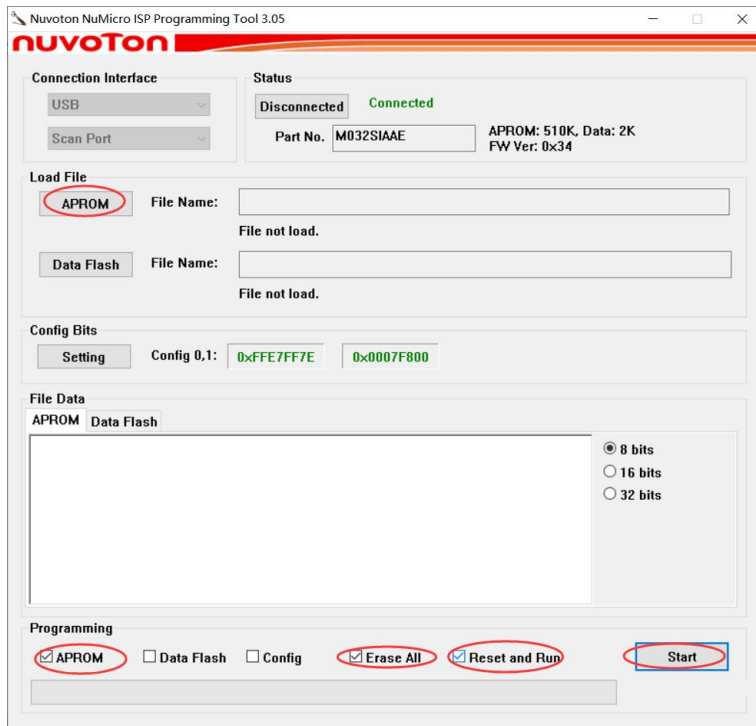 Nuvoton NuMicro ISP Programming Tool 3.05
nuvoTon
Connection Interface
USB
Scan Port
Status
Disconnected Connected
Part No. M032SIAAE APROM: 510K, Data: 2K
FW Ver: 0x34
Load File
APROM File Name:
File not load.
Data Flash File Name:
File not load.
Config Bits
Setting Config 0,1: 0xFFE7FF7E 0x0007F800
File Data
APROM Data Flash
8 bits
16 bits
32 bits
Programming
APROM Data Flash Config Erase All Reset and Run Start